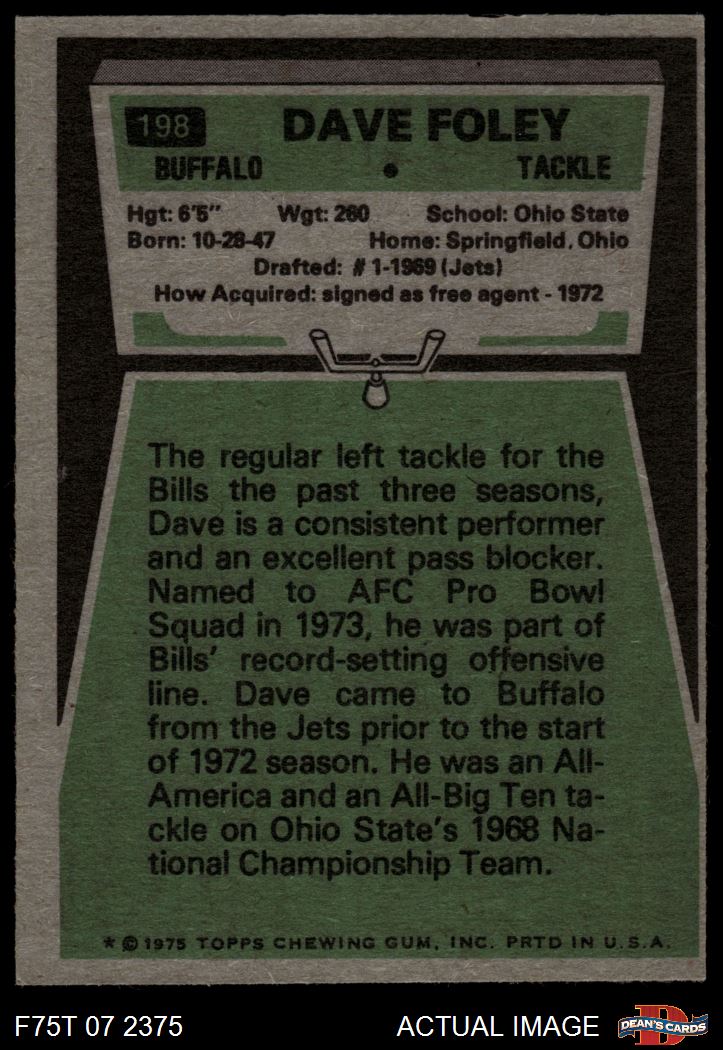 198 DAVE FOLEY
BUFFALO • TACKLE
Hgt: 6'5" Wgt: 260 School: Ohio State
Born: 10-28-47 Home: Springfield, Ohio
Drafted: # 1-1969 (Jets)
How Acquired: signed as free agent - 1972
The regular left tackle for the
Bills the past three seasons,
Dave is a consistent performer
and an excellent pass blocker.
Named to AFC Pro Bowl
Squad in 1973, he was part of
Bills' record-setting offensive
line. Dave came to Buffalo
from the Jets prior to the start
of 1972 season. He was an All-
America and an All-Big Ten ta-
ckle on Ohio State's 1968 Na-
tional Championship Team.
* © 1975 TOPPS CHEWING GUM, INC. PRTD IN U.S.A.
F75T 07 2375 ACTUAL IMAGE D DEAN'S CARDS